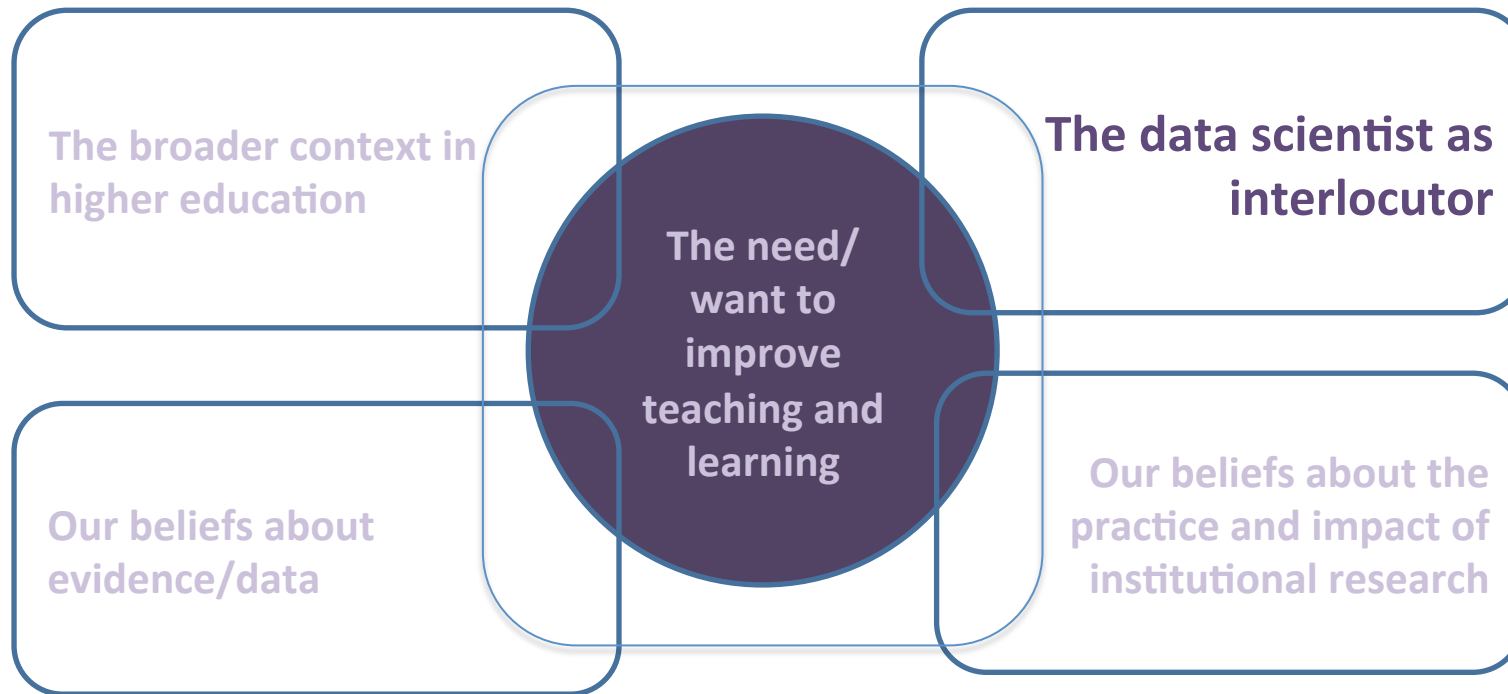 The broader context in
higher education
The data scientist as
interlocutor
The need/
want to
improve
teaching and
learning
Our beliefs about
evidence/data
Our beliefs about the
practice and impact of
institutional research